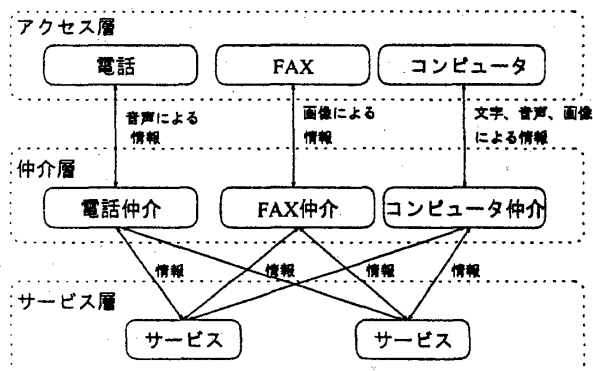 アクセス層
電話 FAX コンピュータ
音声による
情報
画像による
情報
文字、音声、画像
による情報
仲介層
電話仲介 FAX仲介 コンピュータ仲介
情報 情報 情報 情報
サービス層
サービス サービス